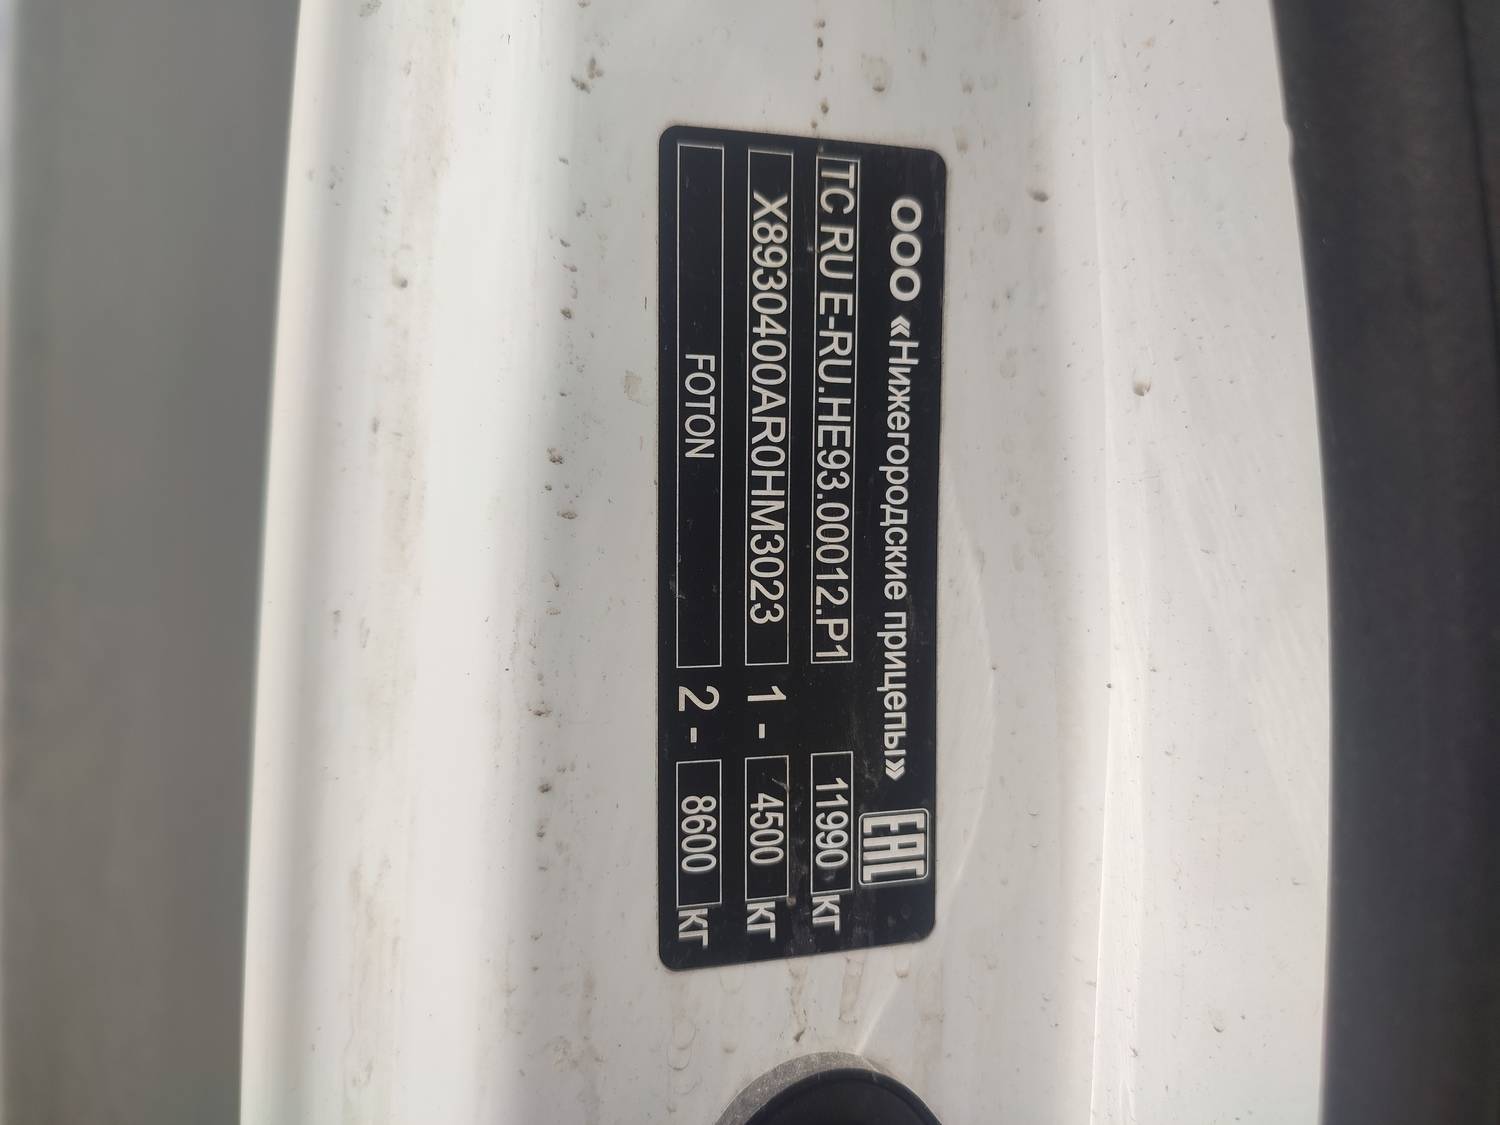 ООО «Нижегородские прицепы» ЕАС
ТС RU Е-RU.НЕ93.00012.Р1 11990 кг
X8930400AR0HM3023 1 - 4500 кг
FOTON 2 - 8600 кг